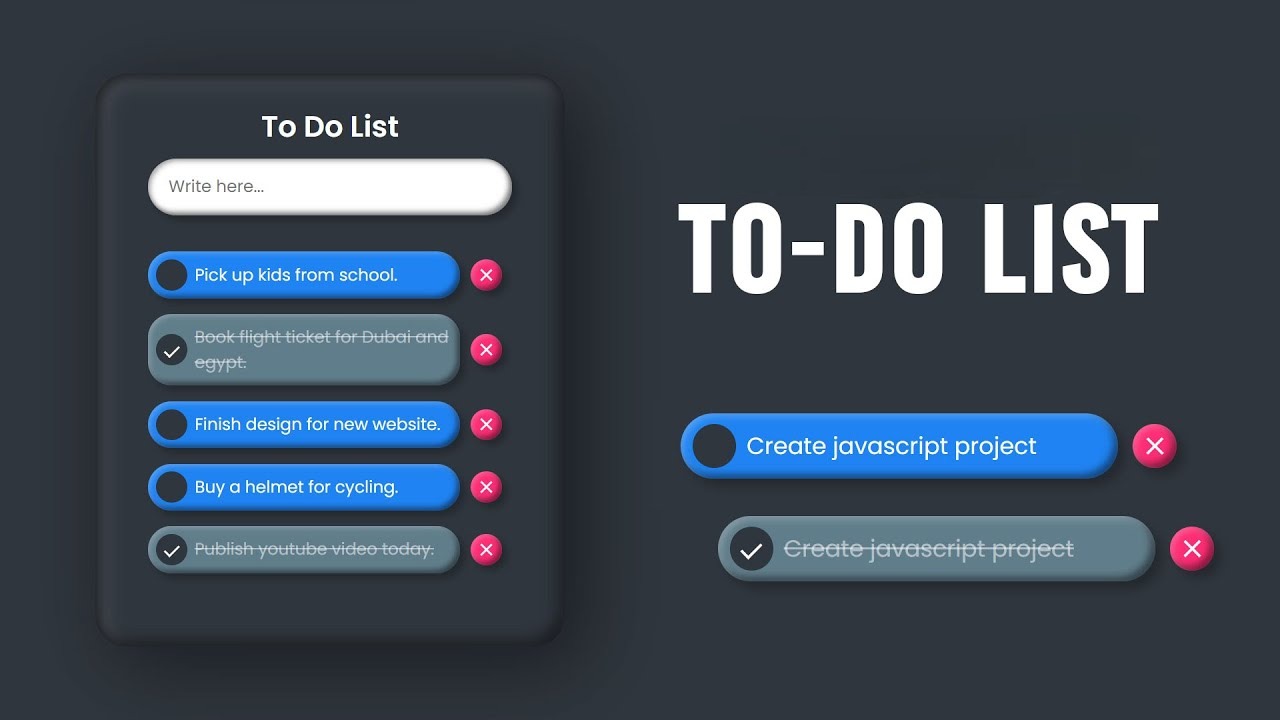 To Do List
Write here...
Pick up kids from school.
Book flight ticket for Dubai and
egypt.
Finish design for new website.
Buy a helmet for cycling.
Publish youtube video today.
TO-DO LIST
Create javascript project
Create javascript project